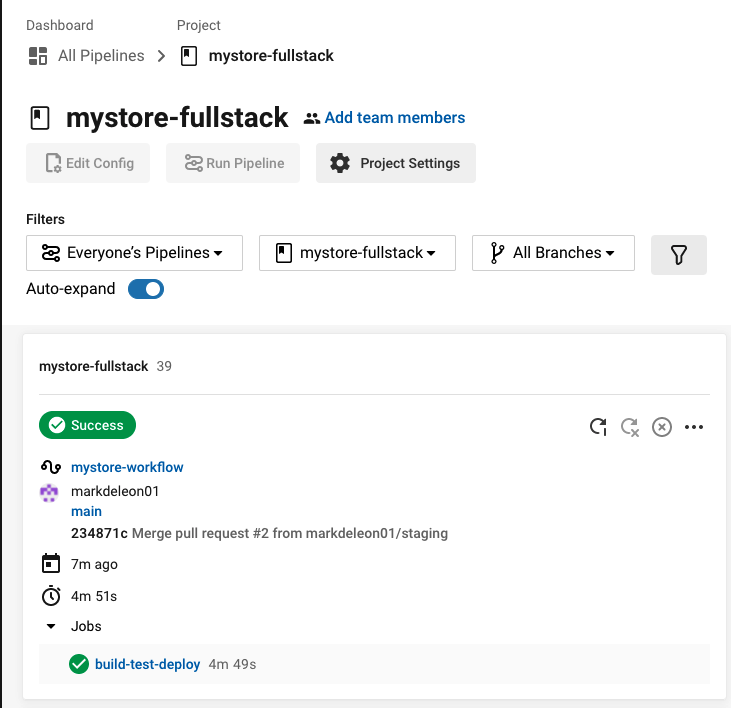 Dashboard Project
All Pipelines mystore-fullstack
mystore-fullstack Add team members
Edit Config Run Pipeline Project Settings
Filters
Everyone’s Pipelines mystore-fullstack All Branches
Auto-expand
mystore-fullstack 39
Success
mystore-workflow
markdeleon01
main
234871c Merge pull request #2 from markdeleon01/staging
7m ago
4m 51s
Jobs
build-test-deploy 4m 49s